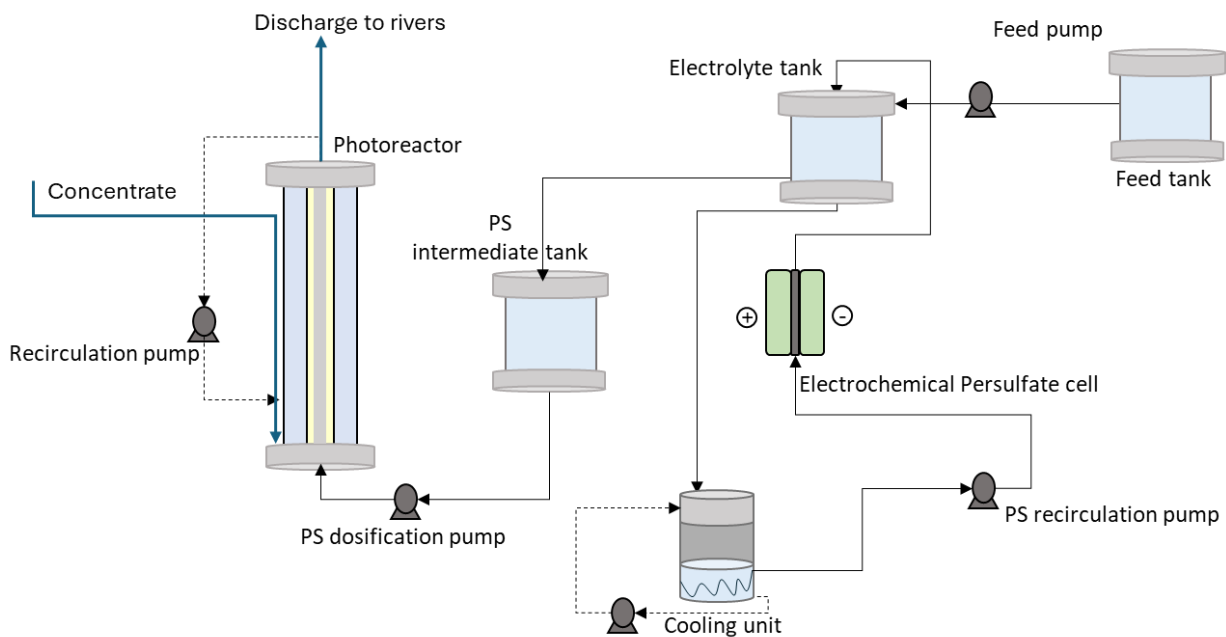 Discharge to rivers
Feed pump
Electrolyte tank
Photoreactor
Concentrate
Feed tank
PS
intermediate tank
+
-
Recirculation pump
Electrochemical Persulfate cell
PS recirculation pump
PS dosification pump
Cooling unit